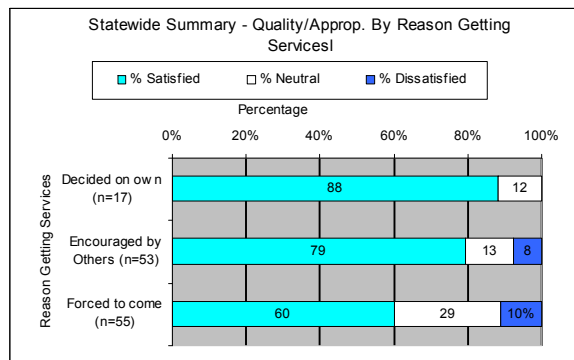 Statewide Summary - Quality/Approp. By Reason Getting
Servicesl
% Satisfied % Neutral % Dissatisfied
Percentage
0% 20% 40% 60% 80% 100%
Reason Getting Services
Decided on own
(n=17)
88 12
Encouraged by
Others (n=53)
79 13 8
Forced to come
(n=55)
60 29 10%